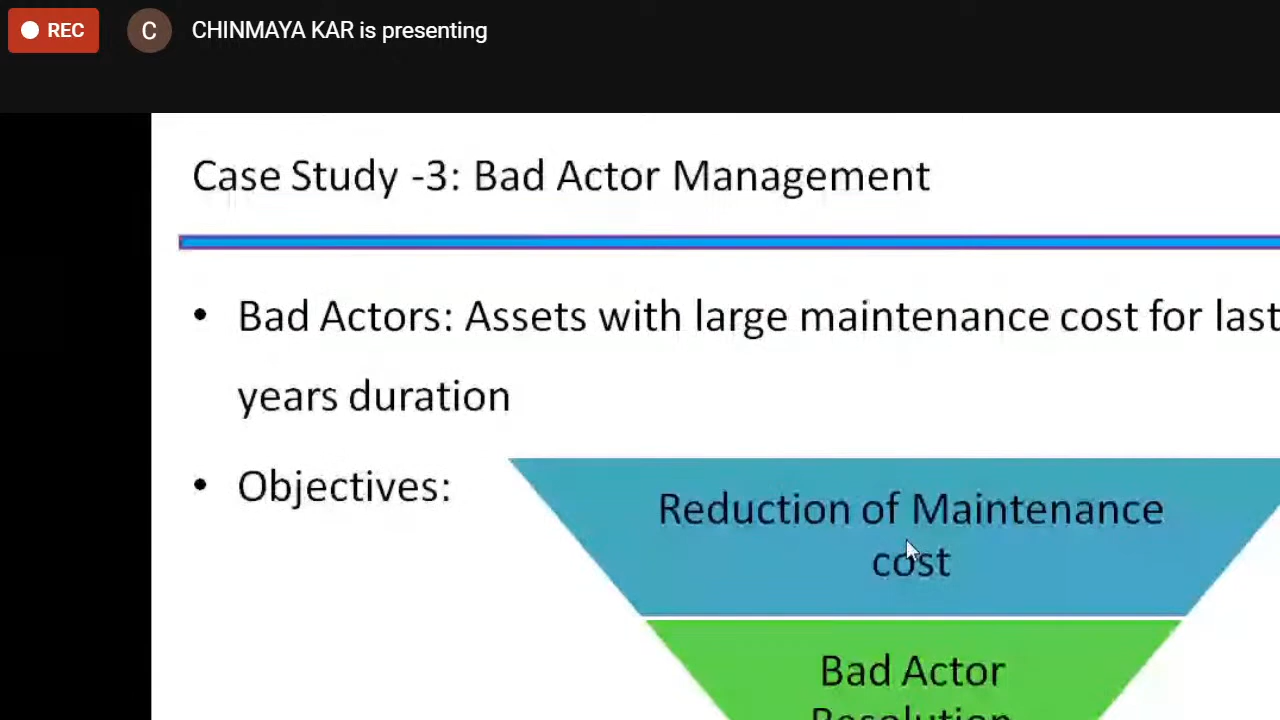 REC
C
CHINMAYA KAR is presenting
Case Study -3: Bad Actor Management
• Bad Actors: Assets with large maintenance cost for last
years duration
• Objectives:
Reduction of Maintenance
cost
Bad Actor
Resolution